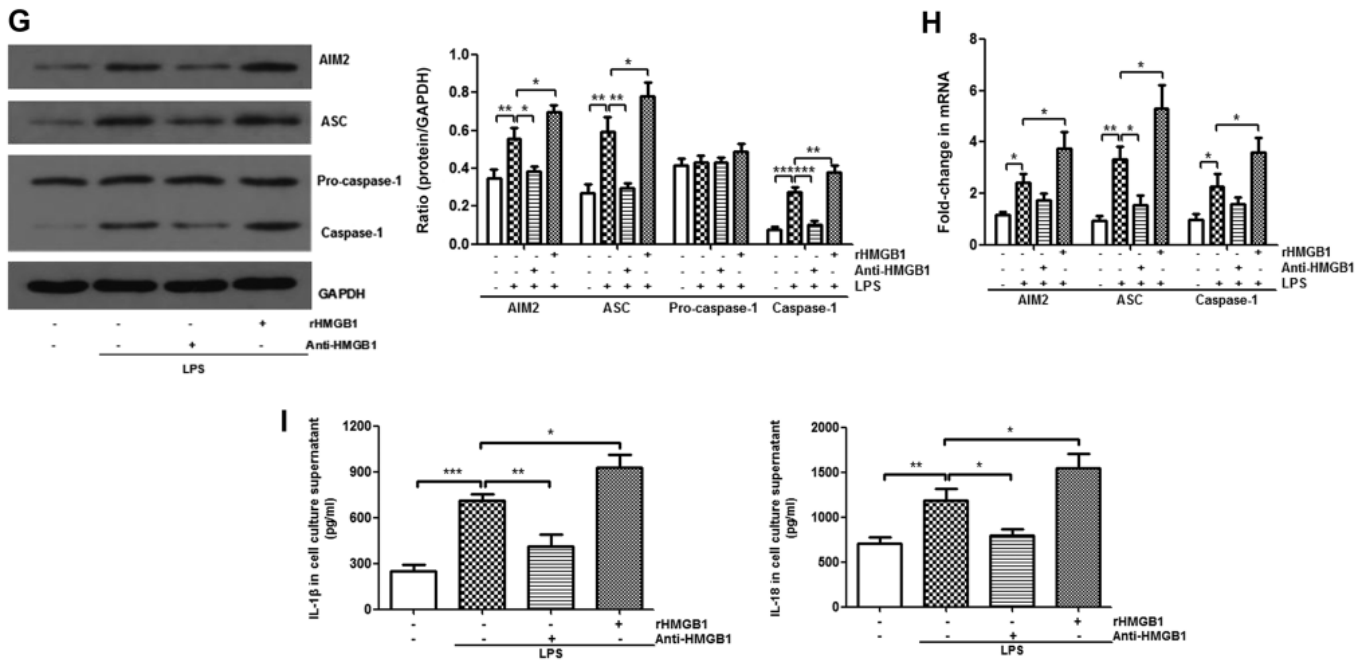 G
AIM2
ASC
Pro-caspase-1
Caspase-1
GAPDH
- - - + rHMGB1
- - + - Anti-HMGB1
LPS
Ratio (protein/GAPDH)
1.0
0.8
0.6
0.4
0.2
0.0
** * *
** ** *
*** *** **
- - - + - - - + - - - + - - - + rHMGB1
- - + - - - + - - - + - - - + - Anti-HMGB1
- + + + - + + + - + + + - + + + LPS
AIM2 ASC Pro-caspase-1 Caspase-1
H
Fold-change in mRNA
8
6
4
2
0
* *
** * *
* *
- - - + - - - + - - - + rHMGB1
- - + - - - + - - - + - Anti-HMGB1
- + + + - + + + - + + + LPS
AIM2 ASC Caspase-1
I
IL-1β in cell culture supernatant
(pg/ml)
1200
900
600
300
0
*
*** **
- - - + rHMGB1
- - + - Anti-HMGB1
LPS
IL-18 in cell culture supernatant
(pg/ml)
2000
1500
1000
500
0
*
** *
- - - + rHMGB1
- - + - Anti-HMGB1
LPS